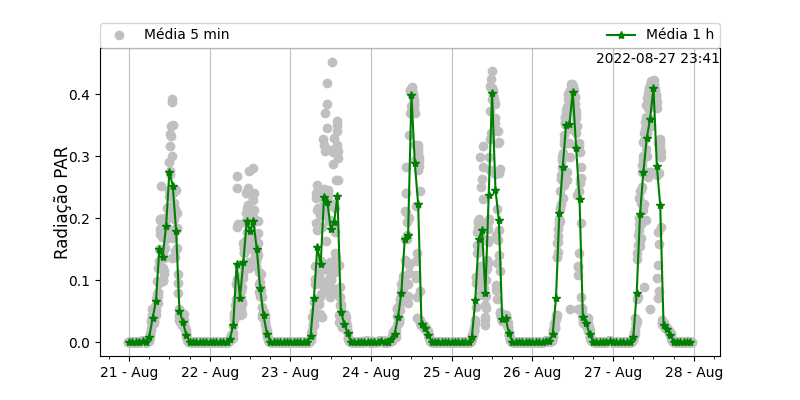 Média 5 min
Média 1 h
2022-08-27 23:41
Radiação PAR
0.4
0.3
0.2
0.1
0.0
21 - Aug
22 - Aug
23 - Aug
24 - Aug
25 - Aug
26 - Aug
27 - Aug
28 - Aug